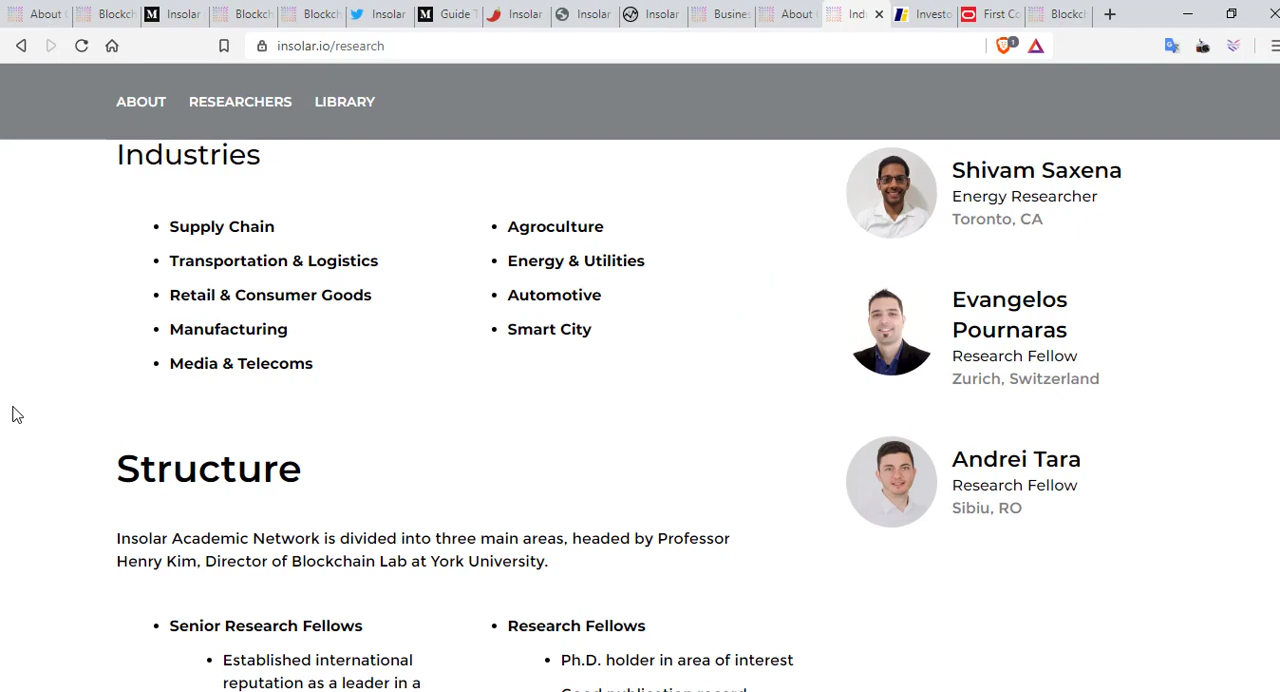 About
Blockch
Insolar
Blockch
Blockch
Insolar
Guide T
Insolar
Insolar
Insolar
Busine
About
Ind
Investo
First Co
Blockc
insolar.io/research
1
ABOUT RESEARCHERS LIBRARY
Industries
• Supply Chain
• Transportation & Logistics
• Retail & Consumer Goods
• Manufacturing
• Media & Telecoms
• Agroculture
• Energy & Utilities
• Automotive
• Smart City
Structure
Insolar Academic Network is divided into three main areas, headed by Professor
Henry Kim, Director of Blockchain Lab at York University.
• Senior Research Fellows
• Established international
reputation as a leader in a
• Research Fellows
• Ph.D. holder in area of interest
Good publication record
Shivam Saxena
Energy Researcher
Toronto, CA
Evangelos
Pournaras
Research Fellow
Zurich, Switzerland
Andrei Tara
Research Fellow
Sibiu, RO